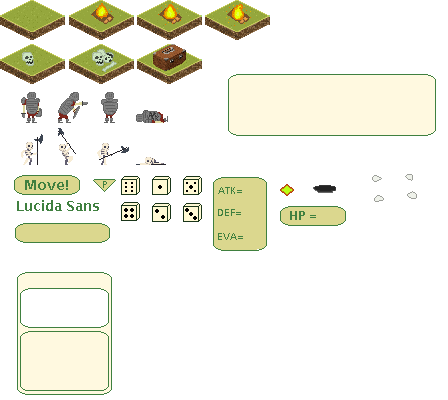 Move!
P
Lucida Sans
ATK=
DEF=
EVA=
HP =